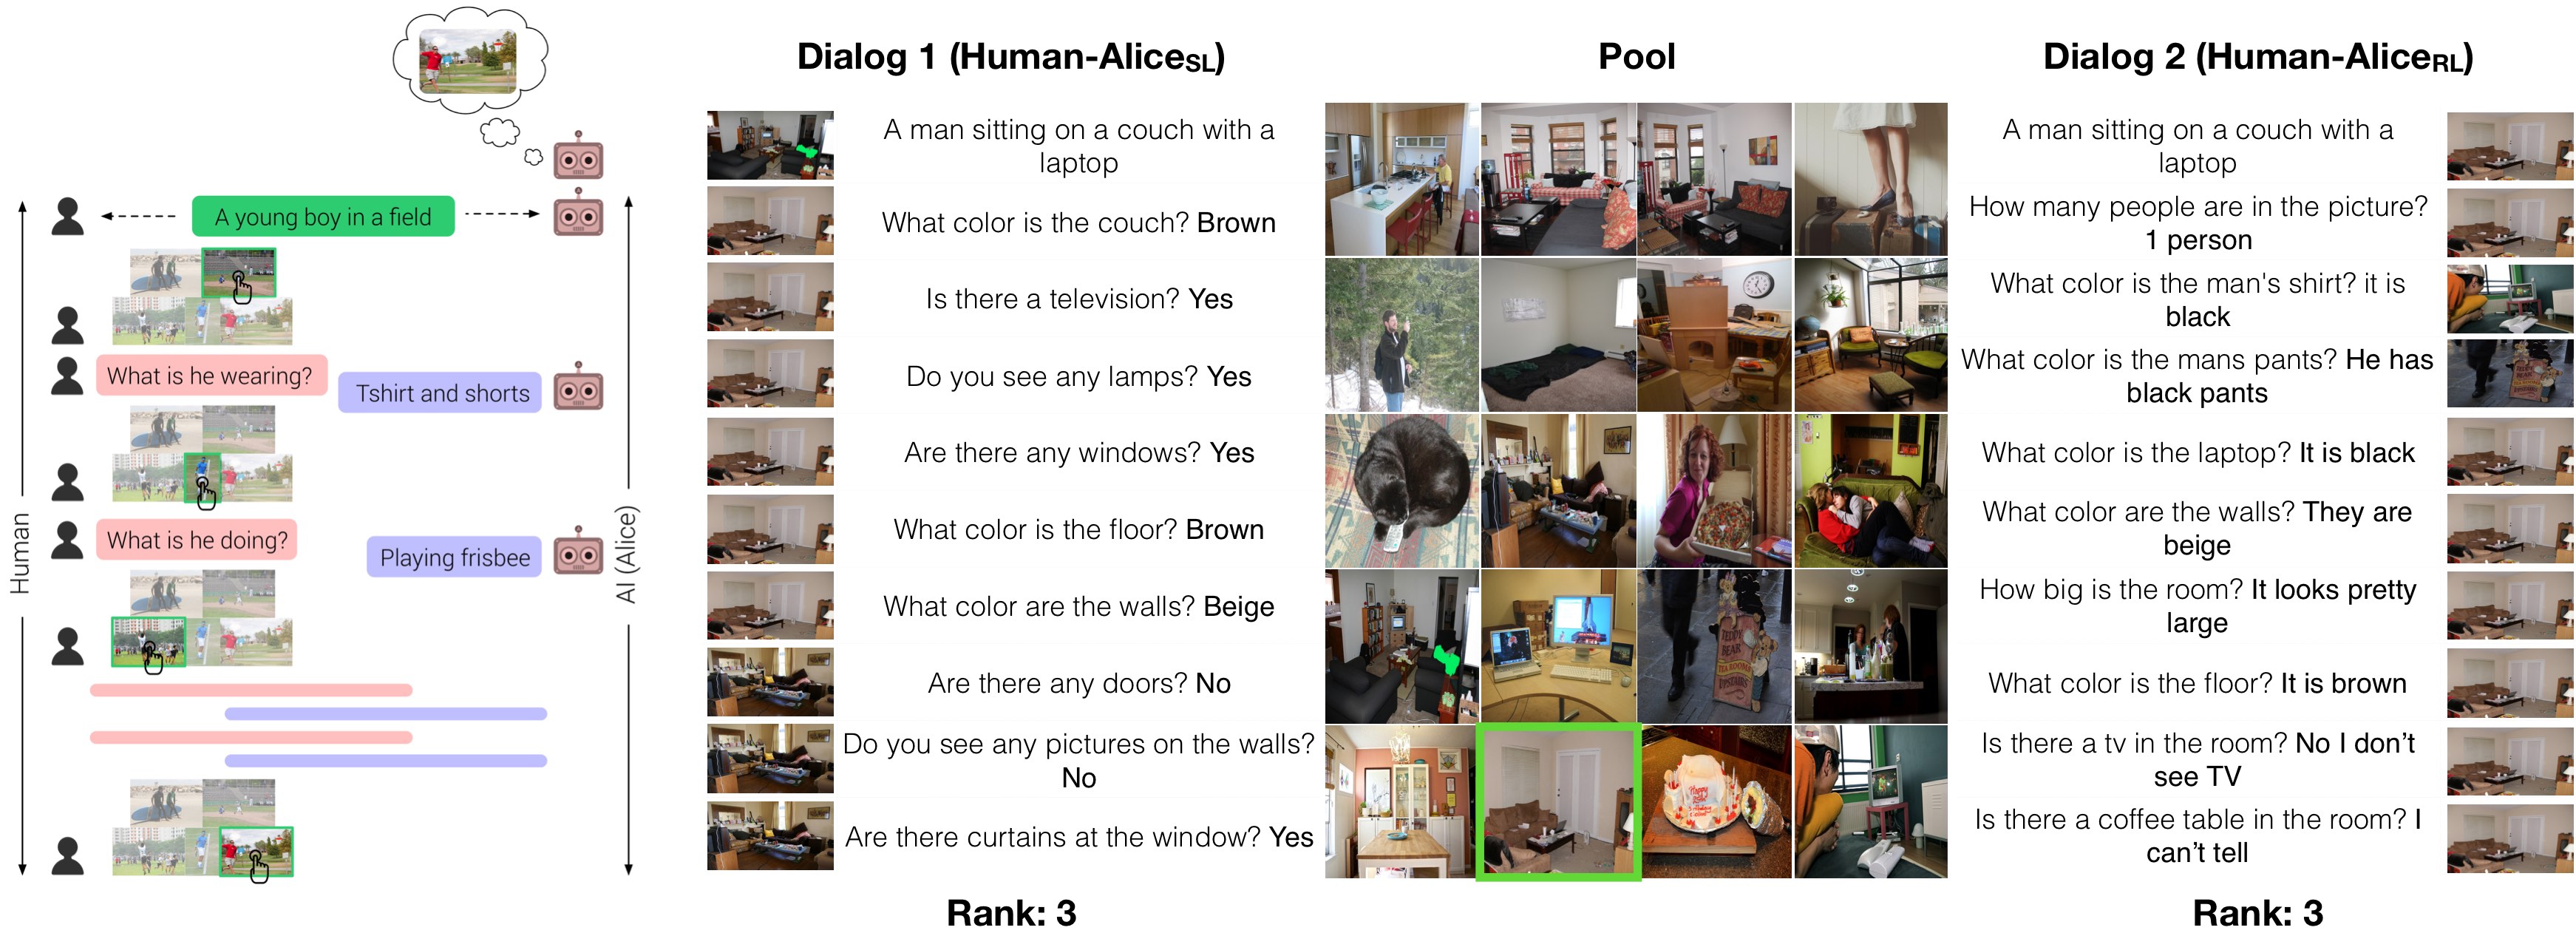 Human
A young boy in a field
What is he wearing?
Tshirt and shorts
What is he doing?
Playing frisbee
AI (Alice)
Dialog 1 (Human-AliceSL)
A man sitting on a couch with a
laptop
What color is the couch? Brown
Is there a television? Yes
Do you see any lamps? Yes
Are there any windows? Yes
What color is the floor? Brown
What color are the walls? Beige
Are there any doors? No
Do you see any pictures on the walls?
No
Are there curtains at the window? Yes
Rank: 3
Pool
TEDDY
BEAR
TEA ROOMS
UPSTAIRS
Dialog 2 (Human-AliceRL)
A man sitting on a couch with a
laptop
How many people are in the picture?
1 person
What color is the man's shirt? it is
black
What color is the mans pants? He has
black pants
What color is the laptop? It is black
What color are the walls? They are
beige
How big is the room? It looks pretty
large
What color is the floor? It is brown
Is there a tv in the room? No I don’t
see TV
Is there a coffee table in the room? I
can’t tell
Rank: 3